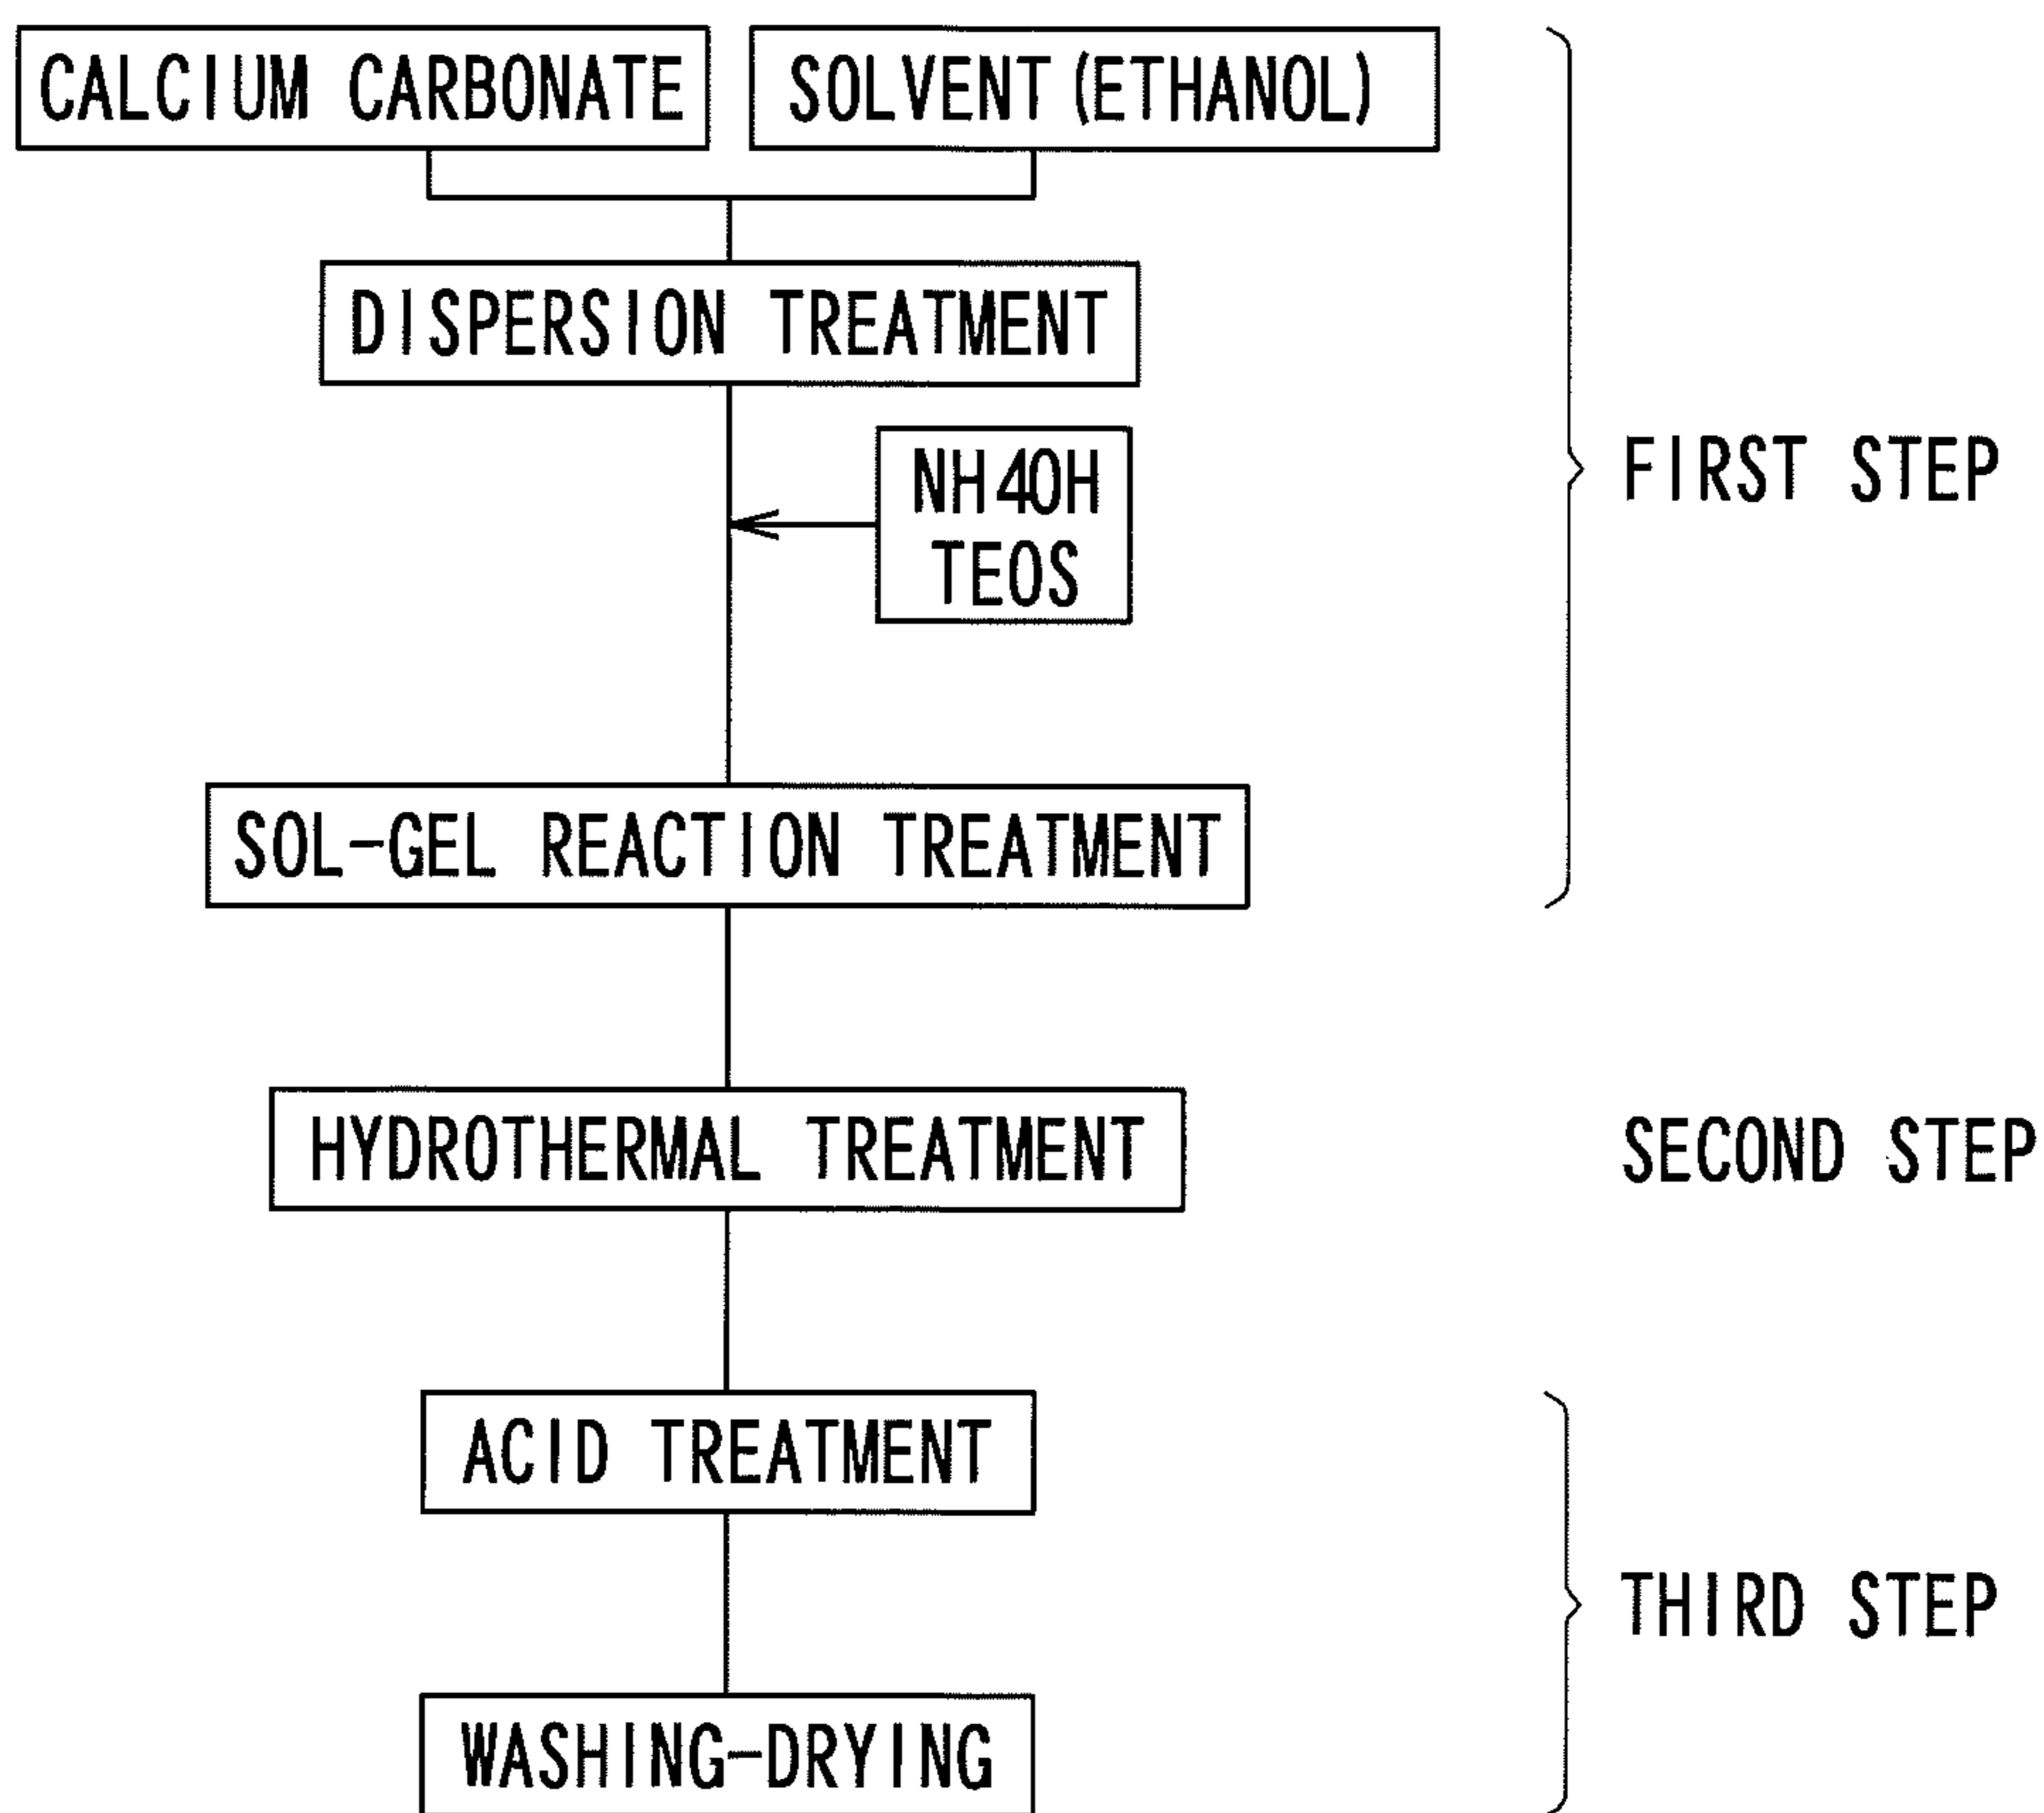 CALCIUM CARBONATE
SOLVENT (ETHANOL)
DISPERSION TREATMENT
NH4OH
TEOS
FIRST STEP
SOL-GEL REACTION TREATMENT
HYDROTHERMAL TREATMENT
SECOND STEP
ACID TREATMENT
THIRD STEP
WASHING-DRYING